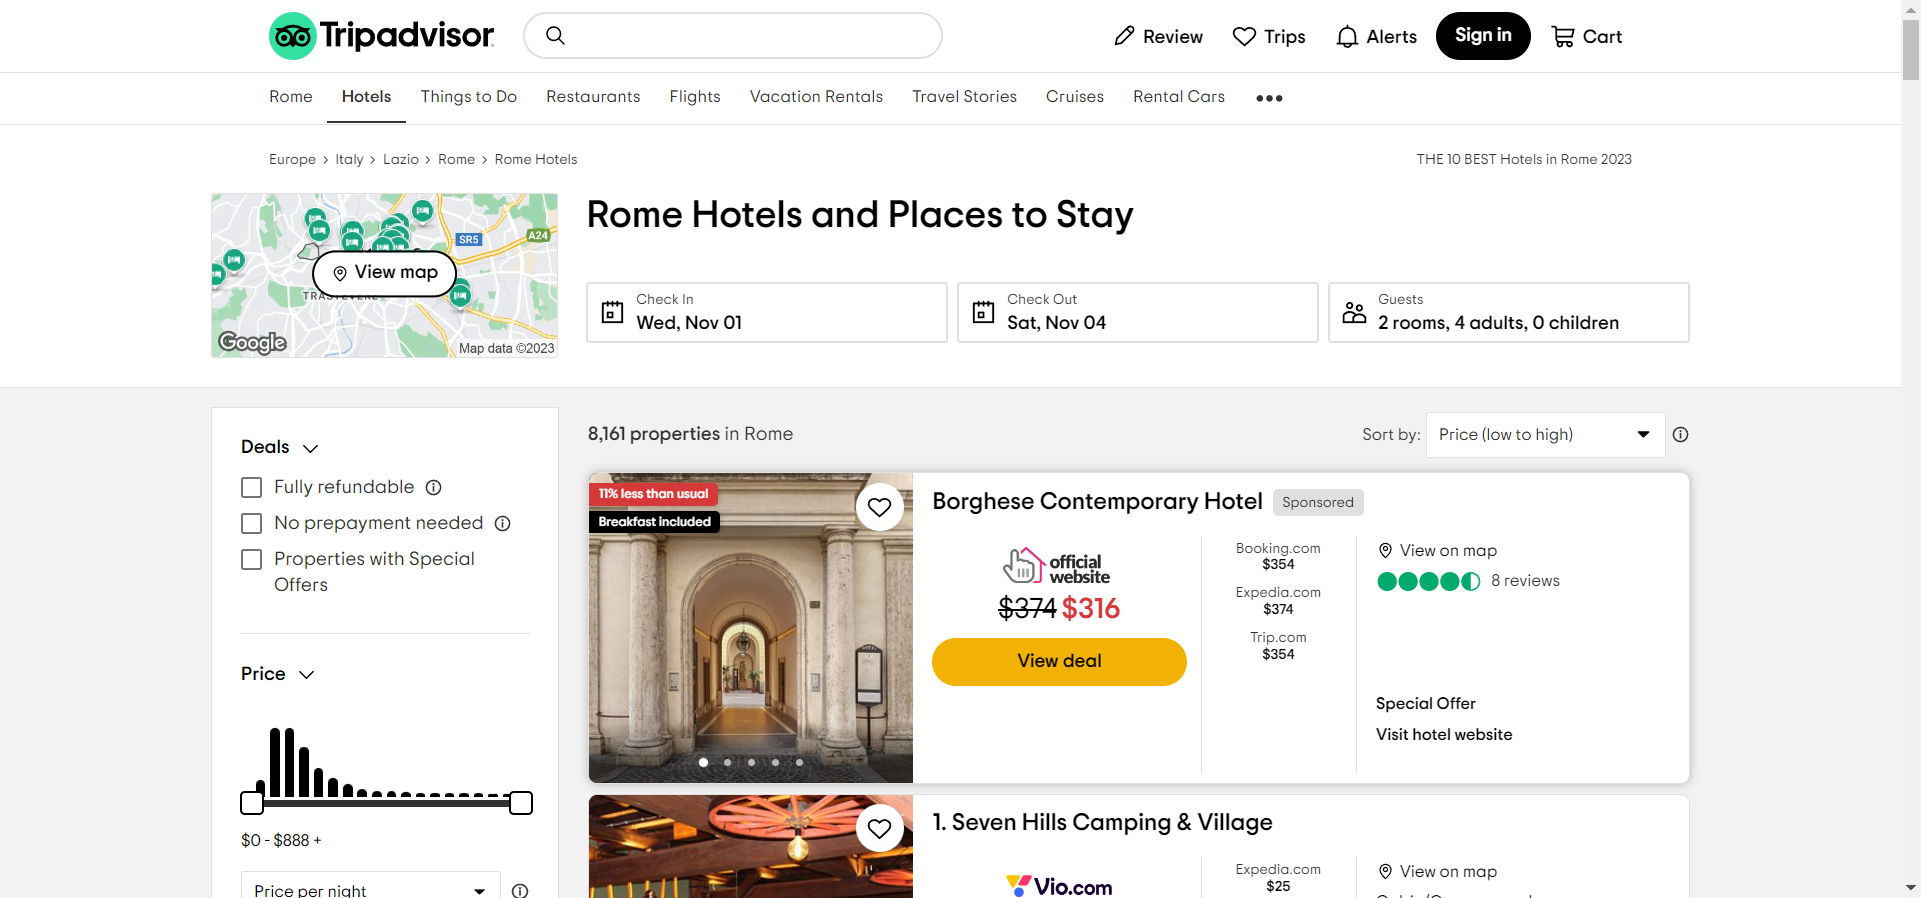 Tripadvisor
Review
Trips
Alerts
Sign in
Cart
Rome
Hotels
Things to Do
Restaurants
Flights
Vacation Rentals
Travel Stories
Cruises
Rental Cars
Europe › Italy › Lazio › Rome › Rome Hotels
THE 10 BEST Hotels in Rome 2023
SR5
A24
View map
Google
Map data ©2023
Rome Hotels and Places to Stay
Check In
Wed, Nov 01
Check Out
Sat, Nov 04
Guests
2 rooms, 4 adults, 0 children
Deals
Fully refundable
No prepayment needed
Properties with Special
Offers
Price
$0 - $888 +
Price per night
8,161 properties in Rome
Sort by:
Price (low to high)
11% less than usual
Breakfast included
Borghese Contemporary Hotel
Sponsored
official
website
$374 $316
View deal
Booking.com
$354
Expedia.com
$374
Trip.com
$354
View on map
8 reviews
Special Offer
Visit hotel website
1. Seven Hills Camping & Village
Vio.com
Expedia.com
$25
View on map